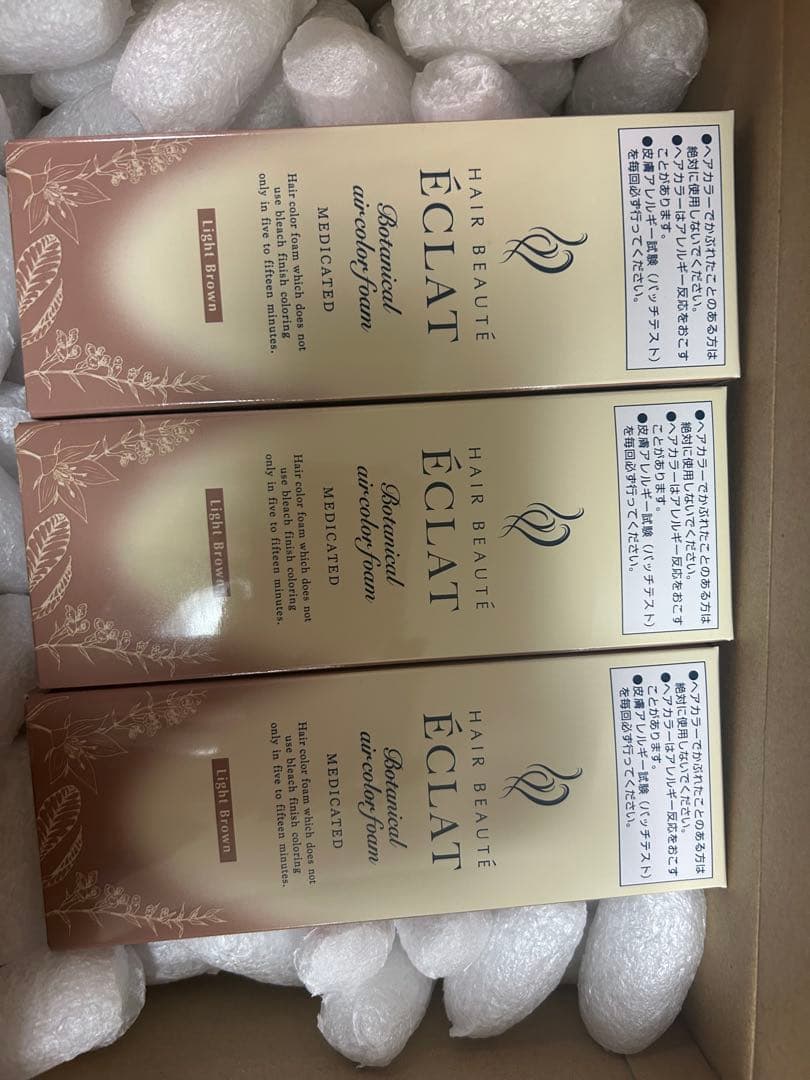 ●ヘアカラーでかぶれたことのある方は
絶対に使用しないでください。
●ヘアカラーはアレルギー反応をおこす
ことがあります。
●皮膚アレルギー試験（パッチテスト）
を毎回必ず行ってください。
HAIR BEAUTÉ
ÉCLAT
Botanical
air color foam
MEDICATED
Hair color foam which does not
use bleach finish coloring
only in five to fifteen minutes.
Light Brown
●ヘアカラーでかぶれたことのある方は
絶対に使用しないでください。
●ヘアカラーはアレルギー反応をおこす
ことがあります。
●皮膚アレルギー試験（パッチテスト）
を毎回必ず行ってください。
HAIR BEAUTÉ
ÉCLAT
Botanical
air color foam
MEDICATED
Hair color foam which does not
use bleach finish coloring
only in five to fifteen minutes.
Light Brown
●ヘアカラーでかぶれたことのある方は
絶対に使用しないでください。
●ヘアカラーはアレルギー反応をおこす
ことがあります。
●皮膚アレルギー試験（パッチテスト）
を毎回必ず行ってください。
HAIR BEAUTÉ
ÉCLAT
Botanical
air color foam
MEDICATED
Hair color foam which does not
use bleach finish coloring
only in five to fifteen minutes.
Light Brown